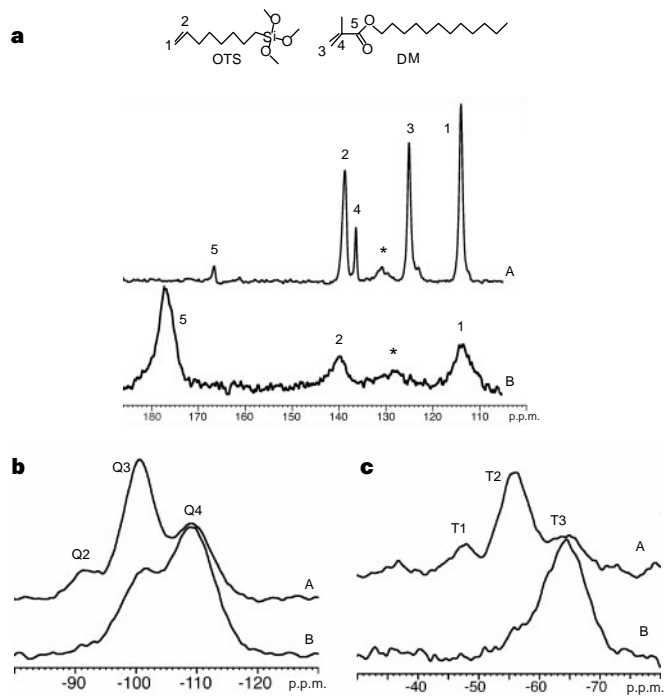 a
2
1
Si
O
O
O
OTS
3
4
5
O
O
DM
5
2
4
*
3
1
A
5
2
*
1
B
180 170 160 150 140 130 120 110 p.p.m.
b
Q2
Q3
Q4
A
B
-90 -100 -110 -120 p.p.m.
c
T1
T2
T3
A
B
-40 -50 -60 -70 p.p.m.